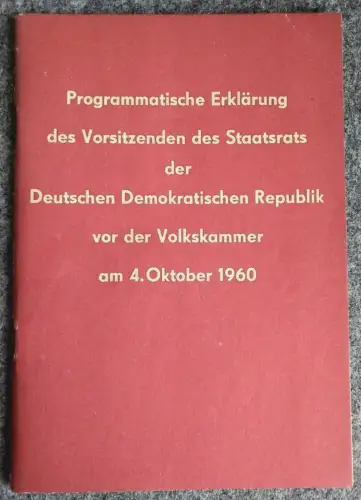 Programmatische Erklärung
des Vorsitzenden des Staatsrats
der
Deutschen Demokratischen Republik
vor der Volkskammer
am 4. Oktober 1960